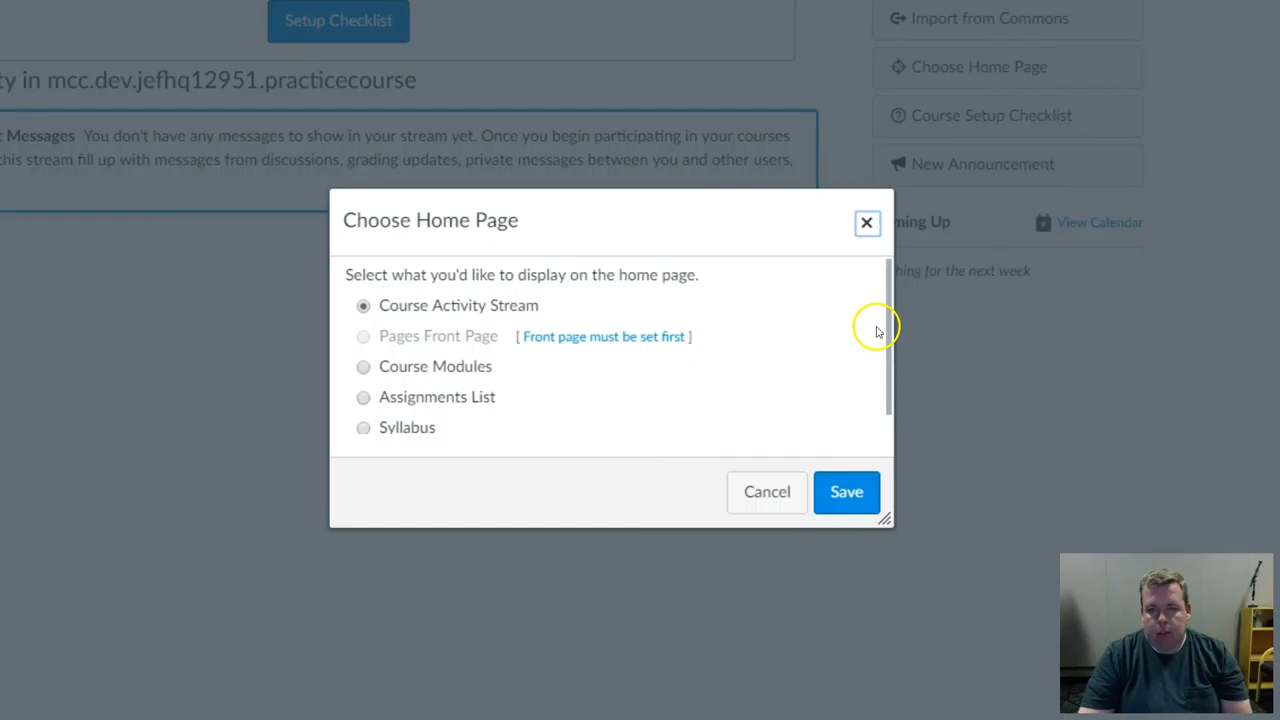 Setup Checklist
Import from Commons
ty in mcc.dev.jefhq12951.practicecourse
Choose Home Page
Course Setup Checklist
t Messages You don't have any messages to show in your stream yet. Once you begin participating in your courses
this stream fill up with messages from discussions, grading updates, private messages between you and other users,
New Announcement
Choose Home Page
ming Up
View Calendar
hing for the next week
Select what you'd like to display on the home page.
Course Activity Stream
Pages Front Page [ Front page must be set first ]
Course Modules
Assignments List
Syllabus
Cancel
Save